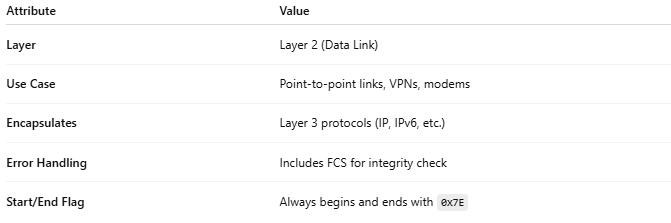 Attribute Value
Layer Layer 2 (Data Link)
Use Case Point-to-point links, VPNs, modems
Encapsulates Layer 3 protocols (IP, IPv6, etc.)
Error Handling Includes FCS for integrity check
Start/End Flag Always begins and ends with 0x7E